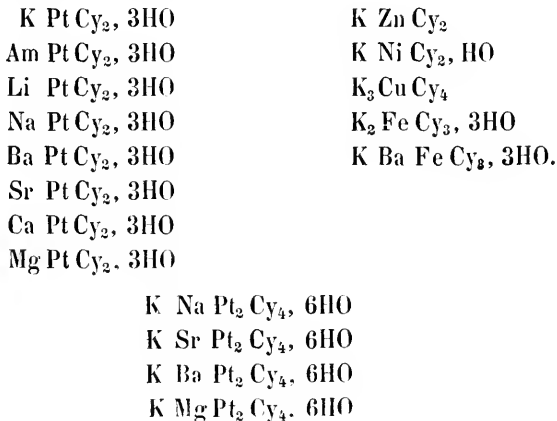 K Pt Cy₂, 3HO
Am Pt Cy₂, 3HO
Li Pt Cy₂, 3HO
Na Pt Cy₂, 3HO
Ba Pt Cy₂, 3HO
Sr Pt Cy₂, 3HO
Ca Pt Cy₂, 3HO
Mg Pt Cy₂. 3HO
K Zn Cy₂
K Ni Cy₂, HO
K₃ Cu Cy₄
K₂ Fe Cy₃, 3HO
K Ba Fe Cy₃, 3HO.
K Na Pt₂ Cy₄, 6HO
K Sr Pt₂ Cy₄, 6HO
K Ba Pt₂ Cy₄, 6HO
K Mg Pt₂ Cy₄. 6HO